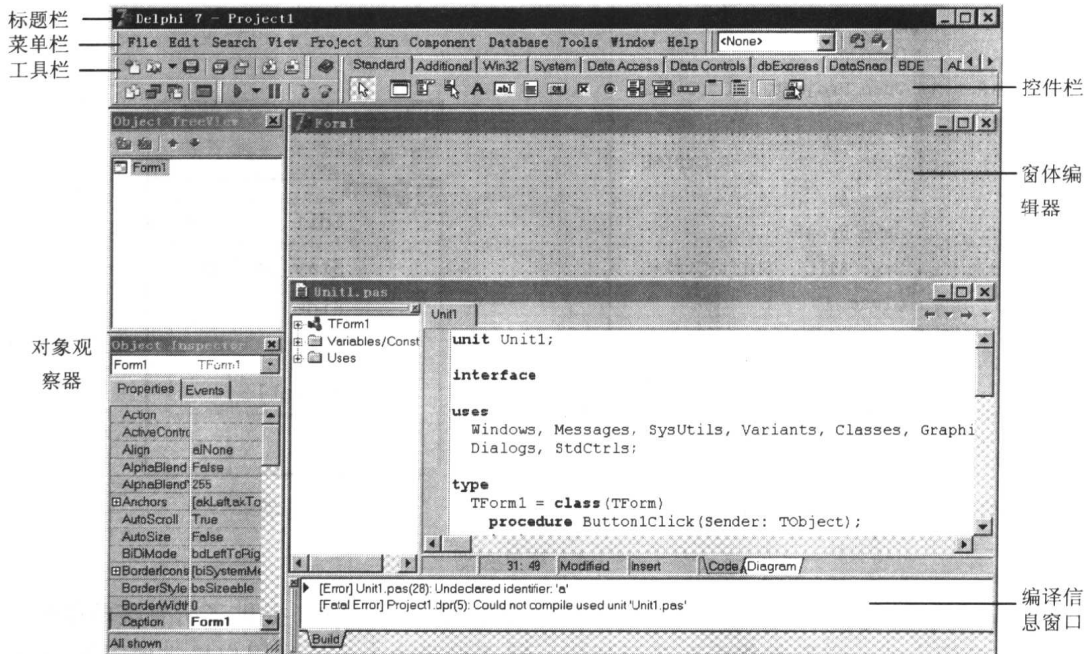 标题栏
菜单栏
工具栏
Delphi 7 - Project1
File Edit Search View Project Run Component Database Tools Window Help
<None>
Standard Additional Win32 System Data Access Data Controls dbExpress DataSnap BDE
控件栏
Object TreeView
Form1
Form1
窗体编
辑器
Unit1.pas
TForm1
Variables/Const
Uses
Unit1
unit Unit1;
interface
uses
Windows, Messages, SysUtils, Variants, Classes, Graphi
Dialogs, StdCtrls;
type
TForm1 = class(TForm)
procedure Button1Click(Sender: TObject);
31: 49 Modified Insert Code Diagram
对象观
察器
Object Inspector
Form1 TForm1
Properties Events
Action
ActiveContro
Align alNone
AlphaBlend False
AlphaBlend 255
Anchors [akLeft,akTo
AutoScroll True
AutoSize False
BiDiMode bdLeftToRig
BorderIcons [biSystemMe
BorderStyle bsSizeable
BorderWidth 0
Caption Form1
All shown
[Error] Unit1.pas(28): Undeclared identifier: 'a'
[Fatal Error] Project1.dpr(5): Could not compile used unit 'Unit1.pas'
Build
编译信
息窗口